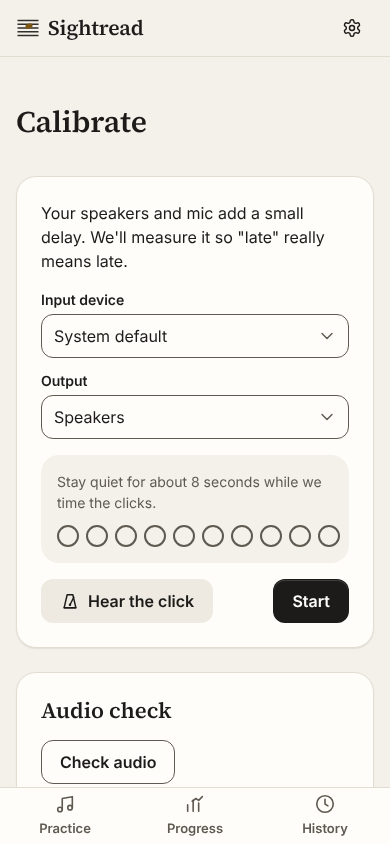 Sightread
Calibrate
Your speakers and mic add a small
delay. We'll measure it so "late" really
means late.
Input device
System default
Output
Speakers
Stay quiet for about 8 seconds while we
time the clicks.
Hear the click
Start
Audio check
Check audio
Practice
Progress
History